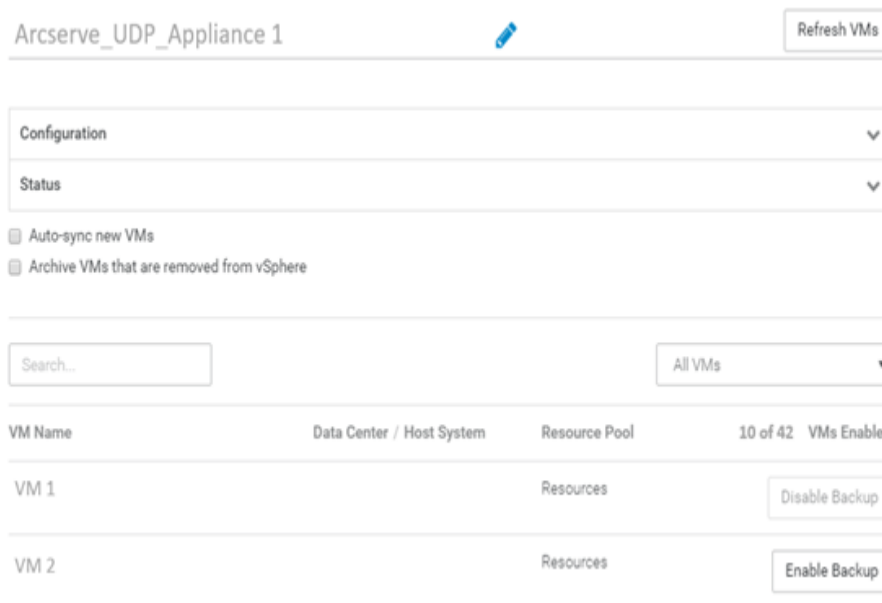 Arcserve_UDP_Appliance 1
Refresh VMs
Configuration
Status
Auto-sync new VMs
Archive VMs that are removed from vSphere
Search...
All VMs
VM Name Data Center / Host System Resource Pool 10 of 42 VMs Enable
VM 1 Resources Disable Backup
VM 2 Resources Enable Backup